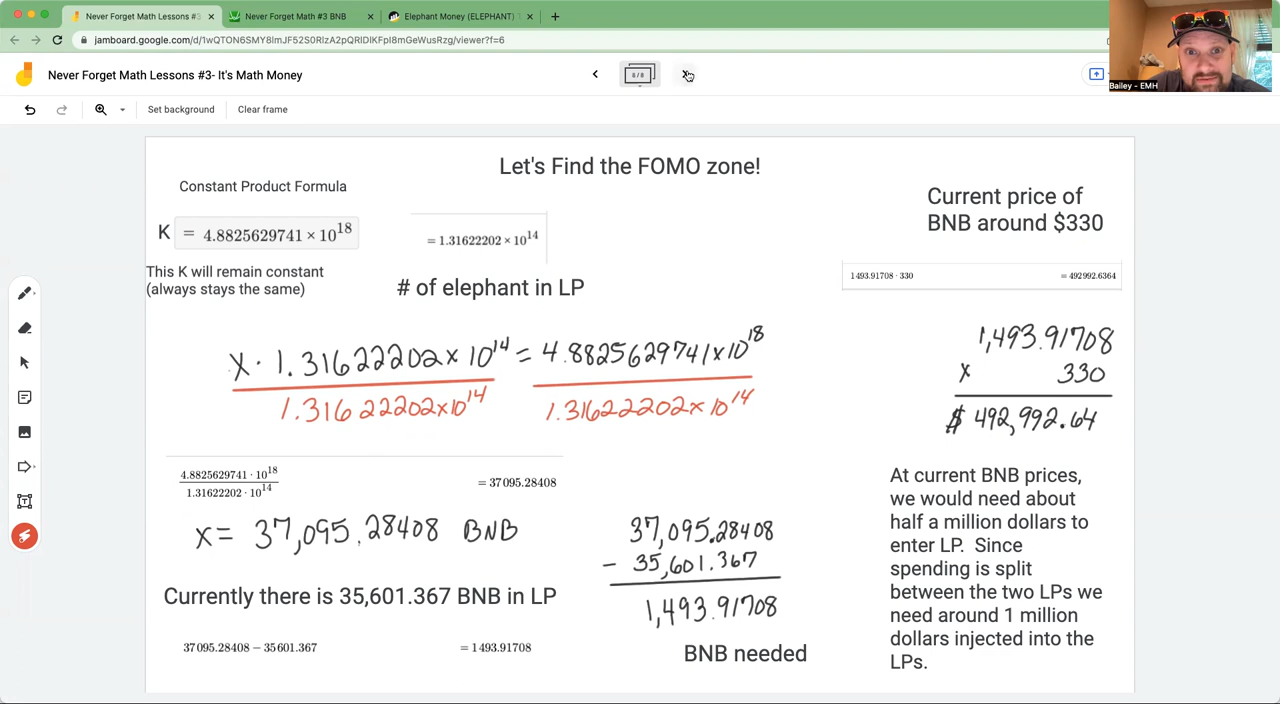 Never Forget Math Lessons #3
Never Forget Math #3 BNB
Elephant Money (ELEPHANT)
jamboard.google.com/d/1wQTON6SMY8lmJF52S0RlzA2pQRlDlKFpI8mGeWusRzg/viewer?f=6
Bailey - EMH
Never Forget Math Lessons #3- It's Math Money
8 / 8
Set background
Clear frame
Let's Find the FOMO zone!
Constant Product Formula
K = 4.8825629741 × 10^18
= 1.31622202 × 10^14
Current price of
BNB around $330
This K will remain constant
(always stays the same)
# of elephant in LP
1493.91708 · 330 = 492992.6364
x · 1.31622202 x 10^14 = 4.8825629741 x 10^18
1.31622202 x 10^14 1.31622202 x 10^14
1,493.91708
x 330
$ 492,992.64
4.8825629741 · 10^18
1.31622202 · 10^14
= 37095.28408
x = 37,095.28408 BNB
37,095.28408
- 35,601.367
1,493.91708
BNB needed
Currently there is 35,601.367 BNB in LP
37095.28408 − 35601.367 = 1493.91708
At current BNB prices,
we would need about
half a million dollars to
enter LP. Since
spending is split
between the two LPs we
need around 1 million
dollars injected into the
LPs.